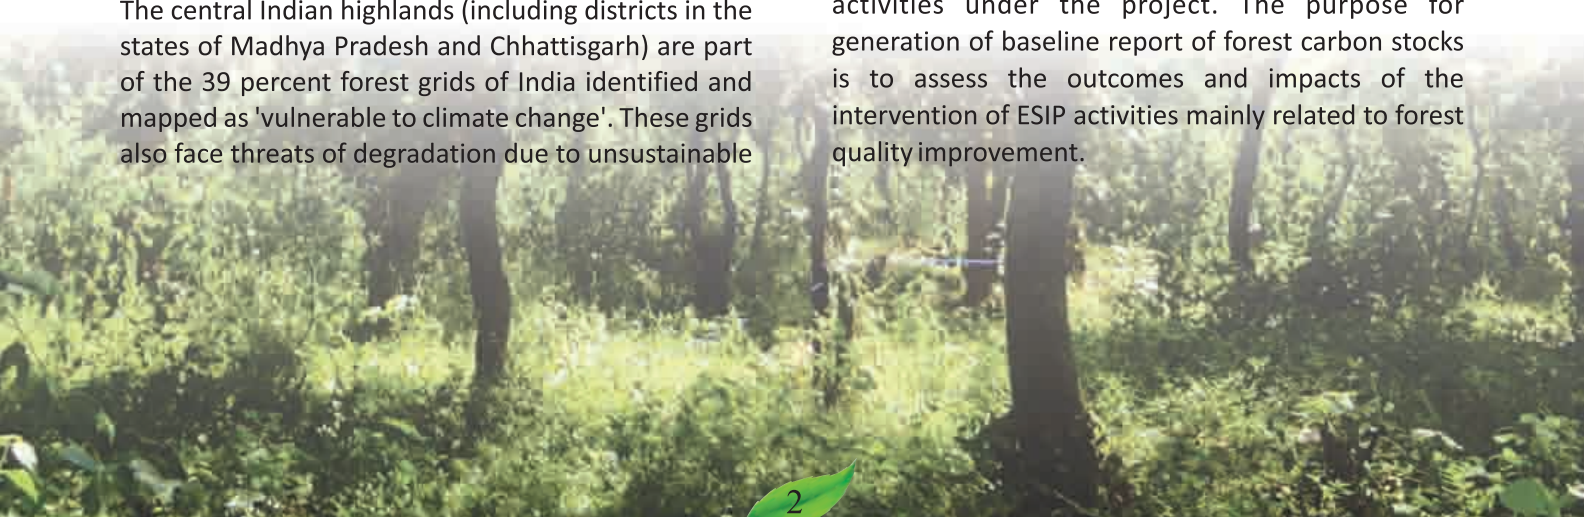 The central Indian highlands (including districts in the
states of Madhya Pradesh and Chhattisgarh) are part
of the 39 percent forest grids of India identified and
mapped as 'vulnerable to climate change'. These grids
also face threats of degradation due to unsustainable
activities under the project. The purpose for
generation of baseline report of forest carbon stocks
is to assess the outcomes and impacts of the
intervention of ESIP activities mainly related to forest
quality improvement.
2